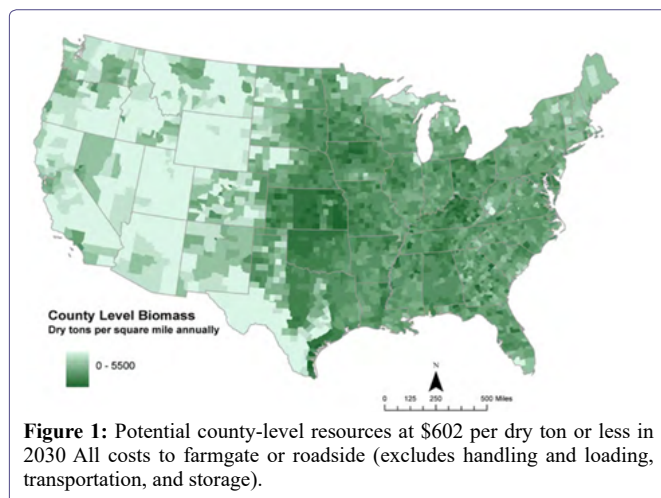 County Level Biomass
Dry tons per square mile annually
0 - 5500
N
0 125 250 500 Miles
Figure 1: Potential county-level resources at $602 per dry ton or less in
2030 All costs to farmgate or roadside (excludes handling and loading,
transportation, and storage).